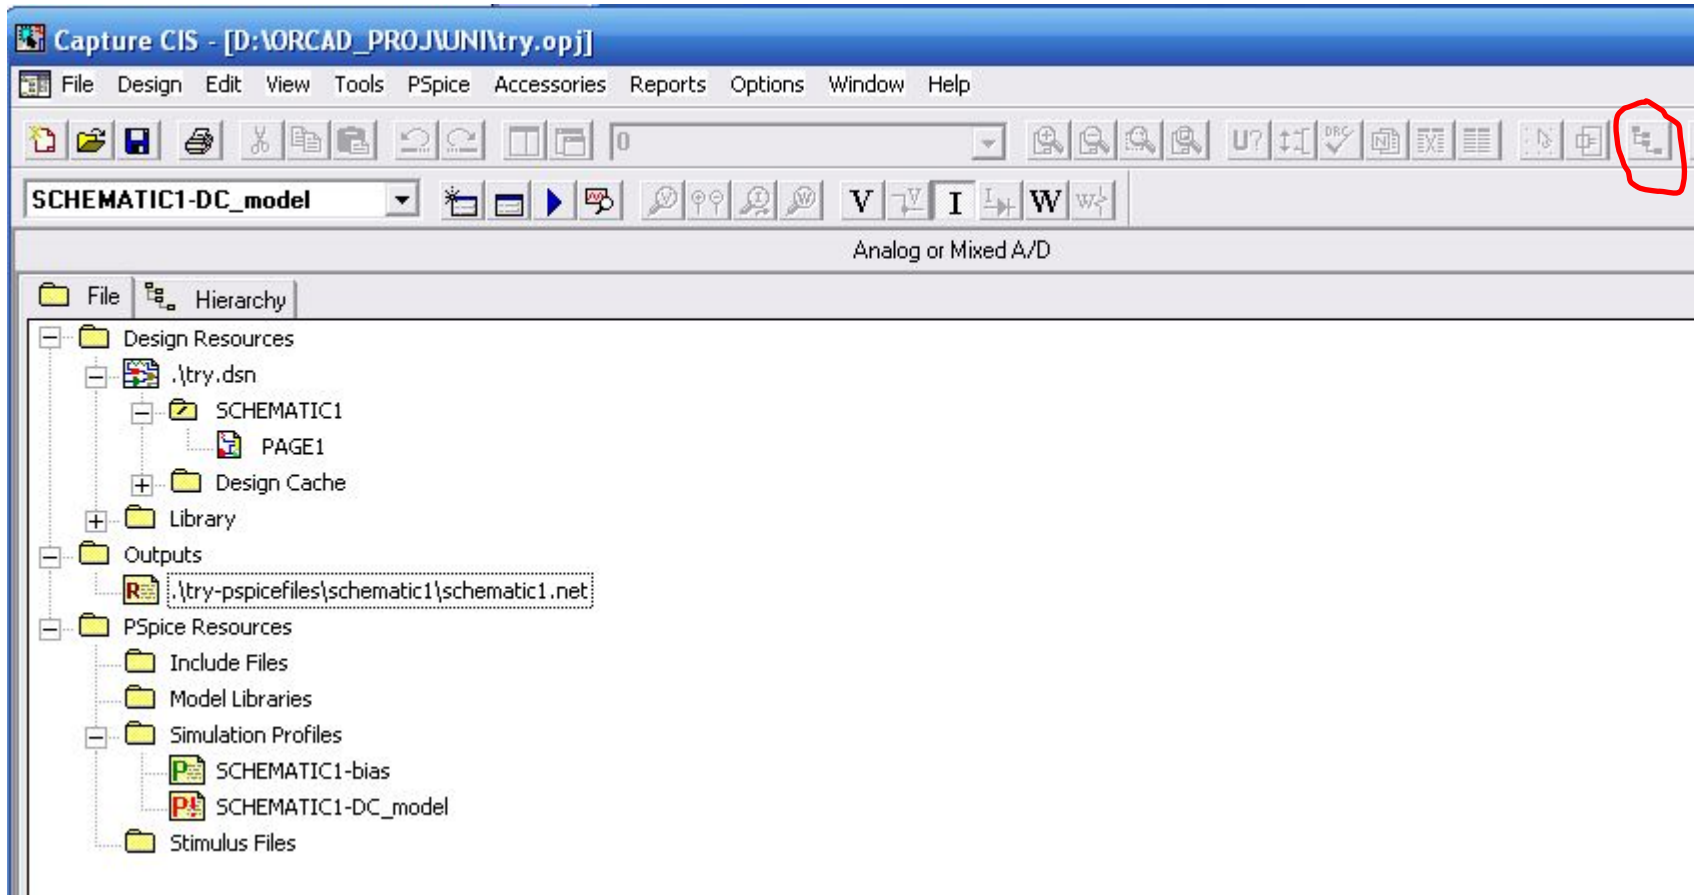 Capture CIS - [D:\ORCAD_PROJ\UNI\try.opj]
File Design Edit View Tools PSpice Accessories Reports Options Window Help
0 U? DRC
SCHEMATIC1-DC_model V V I I W W
Analog or Mixed A/D
File Hierarchy
Design Resources
.\try.dsn
SCHEMATIC1
PAGE1
Design Cache
Library
Outputs
.\try-pspicefiles\schematic1\schematic1.net
PSpice Resources
Include Files
Model Libraries
Simulation Profiles
SCHEMATIC1-bias
SCHEMATIC1-DC_model
Stimulus Files